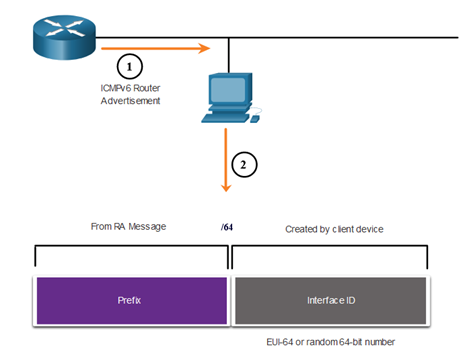 1
ICMPv6 Router
Advertisement
2
From RA Message
/64
Created by client device
Prefix
Interface ID
EUI-64 or random 64-bit number